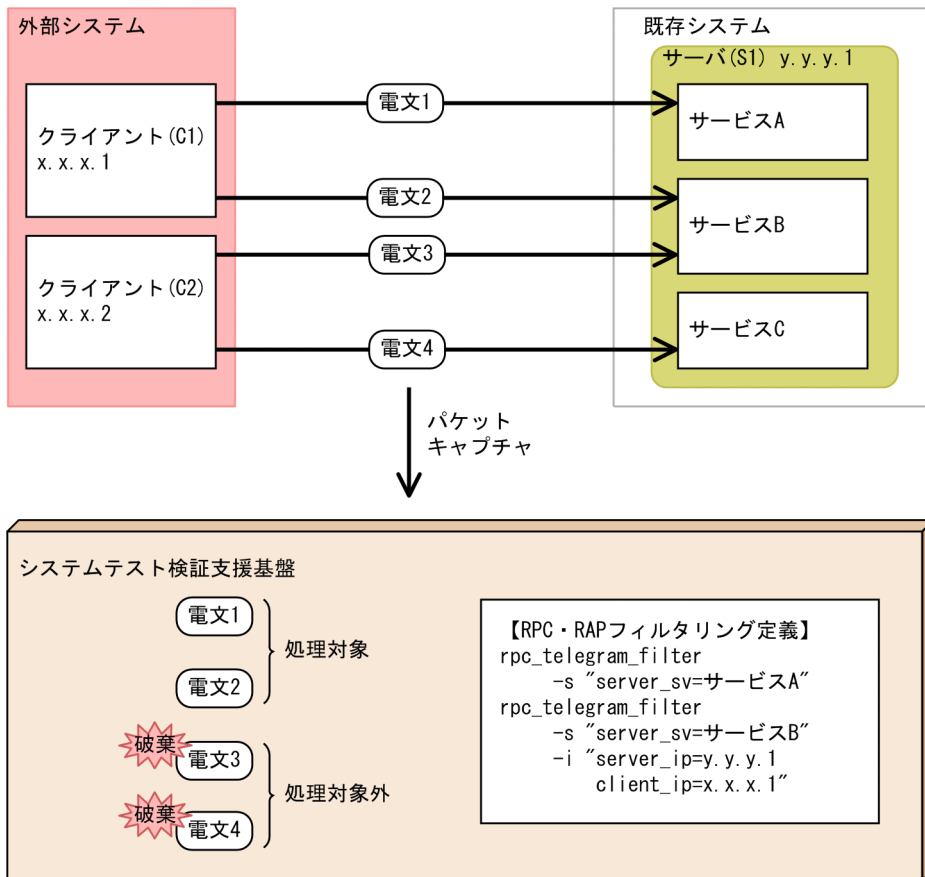 外部システム
既存システム
サーバ(S1) y.y.y.1
クライアント(C1)
x.x.x.1
電文1
サービスA
電文2
サービスB
電文3
クライアント(C2)
x.x.x.2
電文4
サービスC
パケット
キャプチャ
システムテスト検証支援基盤
電文1
処理対象
電文2
破棄
電文3
処理対象外
破棄
電文4
【RPC・RAPフィルタリング定義】
rpc_telegram_filter
-s "server_sv=サービスA"
rpc_telegram_filter
-s "server_sv=サービスB"
-i "server_ip=y.y.y.1
client_ip=x.x.x.1"